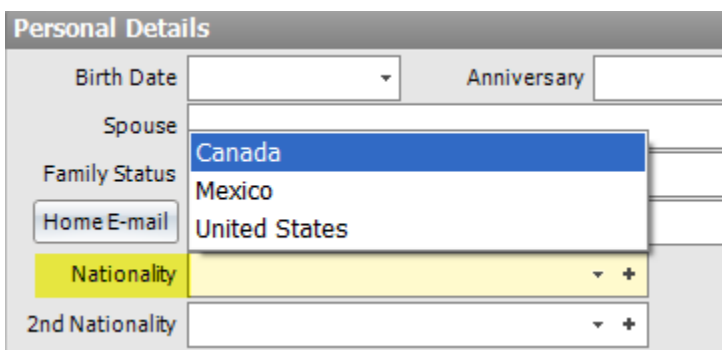 Personal Details
Birth Date
Anniversary
Spouse
Canada
Family Status
Mexico
Home E-mail
United States
Nationality
2nd Nationality